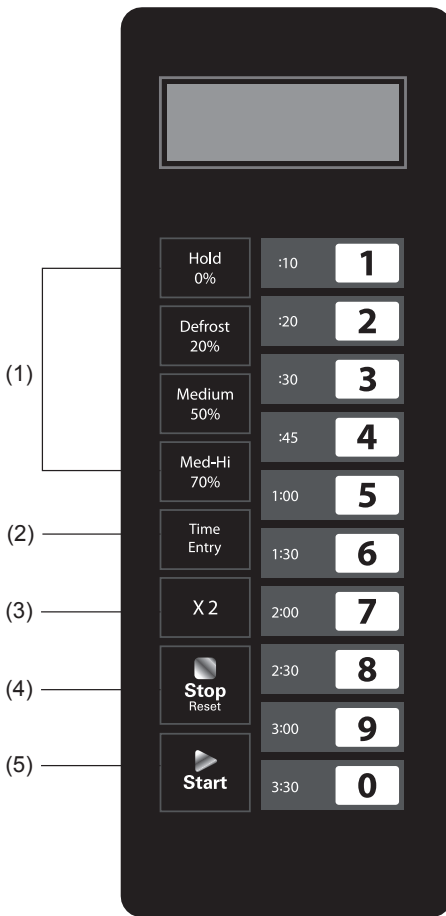 (1)
Hold
0%
Defrost
20%
Medium
50%
Med-Hi
70%
(2)
Time
Entry
(3)
X 2
(4)
Stop
Reset
(5)
Start
:10 1
:20 2
:30 3
:45 4
1:00 5
1:30 6
2:00 7
2:30 8
3:00 9
3:30 0